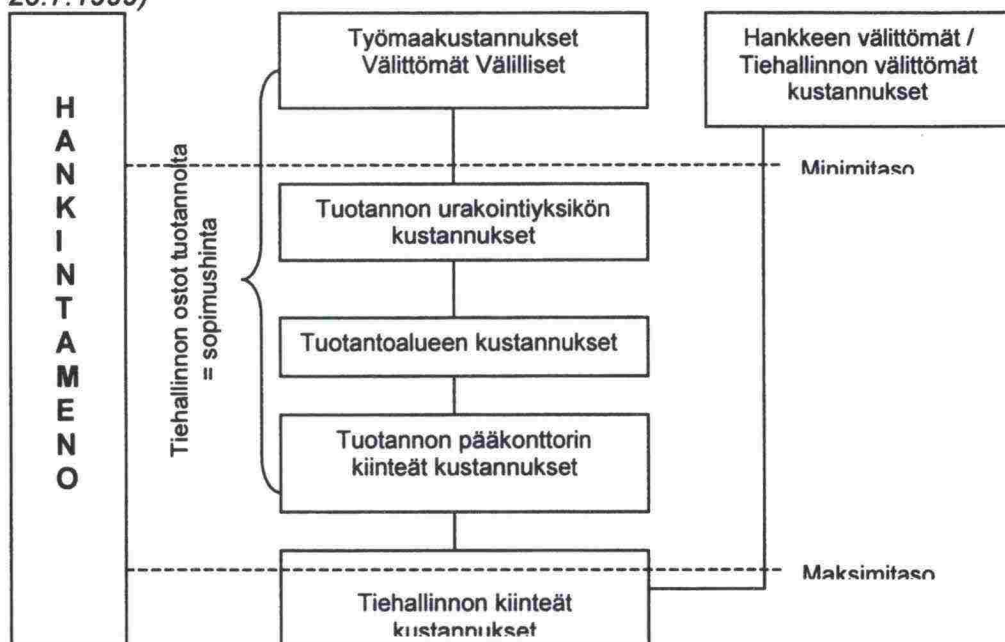 HANKINTAMENO
Tiehallinnon ostot tuotannolta
= sopimushinta
Työmaakustannukset
Välittömät Välilliset
Hankkeen välittömät /
Tiehallinnon välittömät
kustannukset
Minimitaso
Tuotannon urakointiyksikön
kustannukset
Tuotantoalueen kustannukset
Tuotannon pääkonttorin
kiinteät kustannukset
Maksimitaso
Tiehallinnon kiinteät
kustannukset